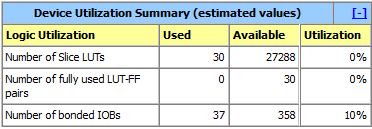 Device Utilization Summary (estimated values) [-]
Logic Utilization Used Available Utilization
Number of Slice LUTs 30 27288 0%
Number of fully used LUT-FF 0 30 0%
pairs
Number of bonded IOBs 37 358 10%